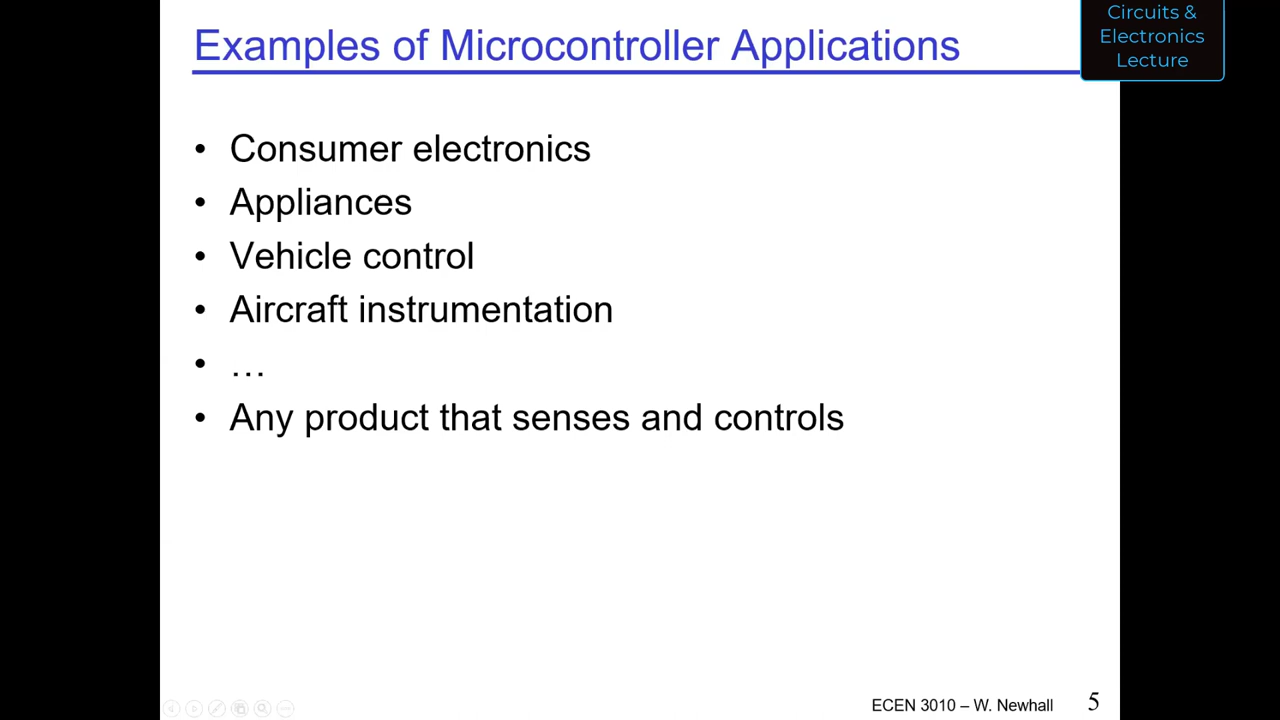 Examples of Microcontroller Applications
Circuits &
Electronics
Lecture
• Consumer electronics
• Appliances
• Vehicle control
• Aircraft instrumentation
• …
• Any product that senses and controls
ECEN 3010 – W. Newhall 5